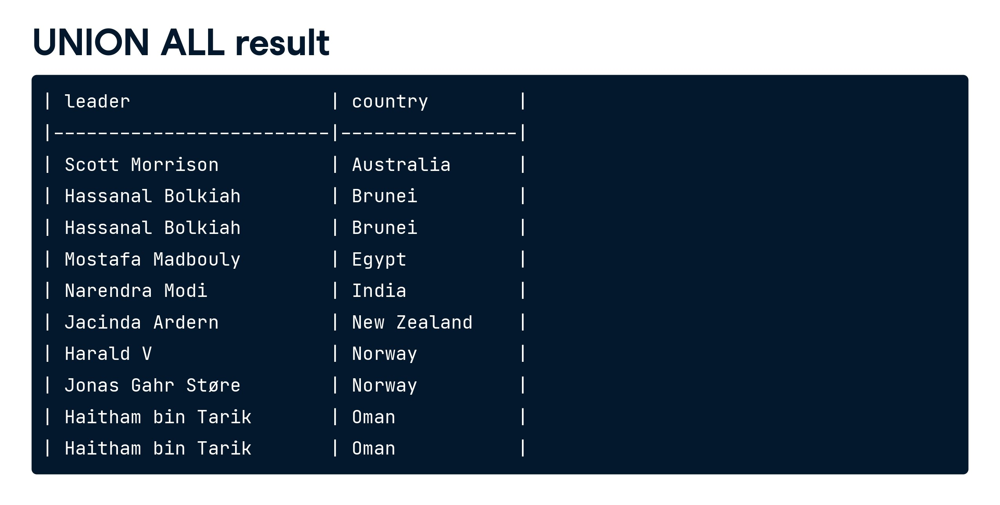 UNION ALL result
| leader                  | country        |
|-------------------------|----------------|
| Scott Morrison          | Australia      |
| Hassanal Bolkiah        | Brunei         |
| Hassanal Bolkiah        | Brunei         |
| Mostafa Madbouly        | Egypt          |
| Narendra Modi           | India          |
| Jacinda Ardern          | New Zealand    |
| Harald V                | Norway         |
| Jonas Gahr Støre        | Norway         |
| Haitham bin Tarik       | Oman           |
| Haitham bin Tarik       | Oman           |